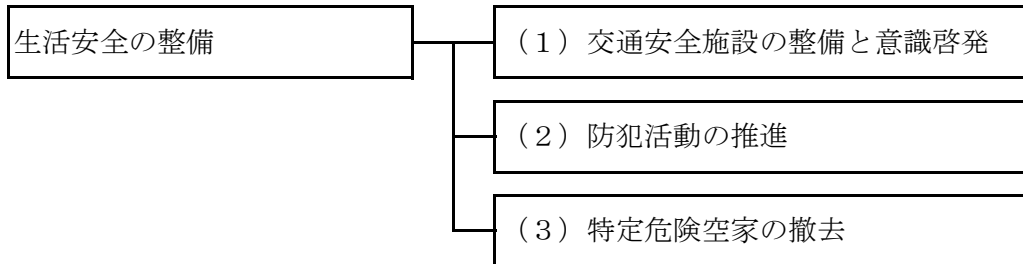 生活安全の整備
（１）交通安全施設の整備と意識啓発
（２）防犯活動の推進
（３）特定危険空家の撤去